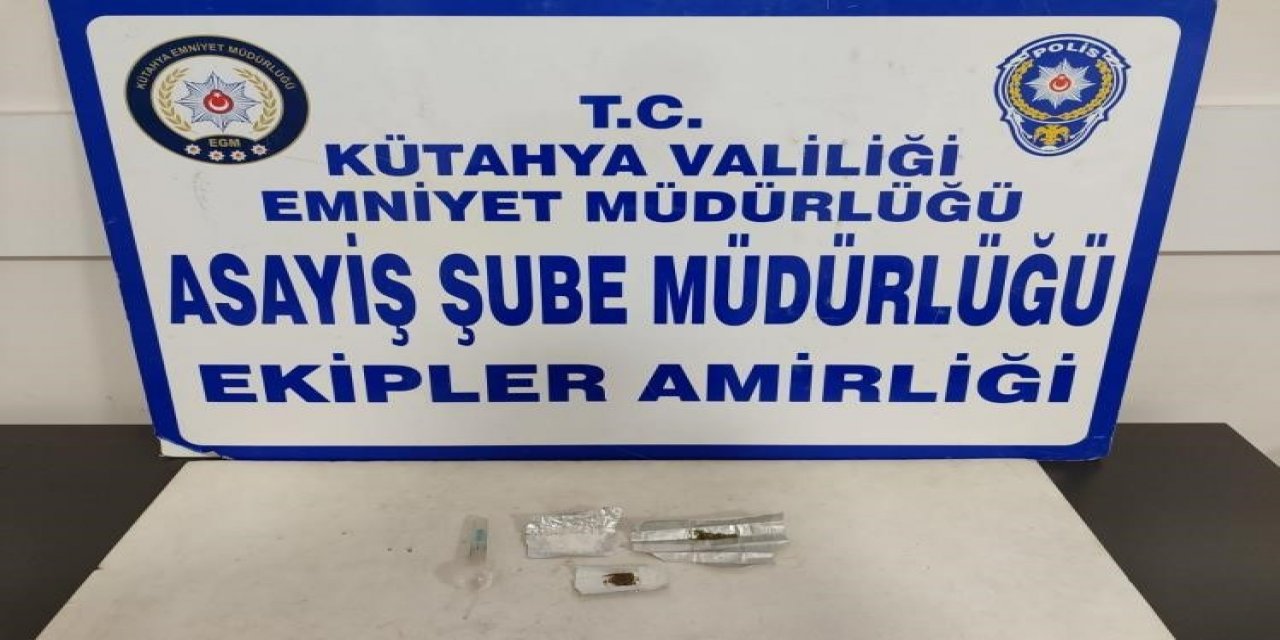 KÜTAHYA EMNİYET MÜDÜRLÜĞÜ
EGM
POLİS
T.C.
KÜTAHYA VALİLİĞİ
EMNİYET MÜDÜRLÜĞÜ
ASAYİŞ ŞUBE MÜDÜRLÜĞÜ
EKİPLER AMİRLİĞİ